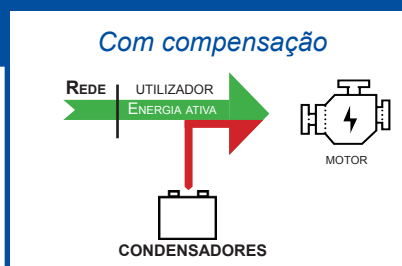 Com compensação
REDE
UTILIZADOR
ENERGIA ATIVA
MOTOR
CONDENSADORES